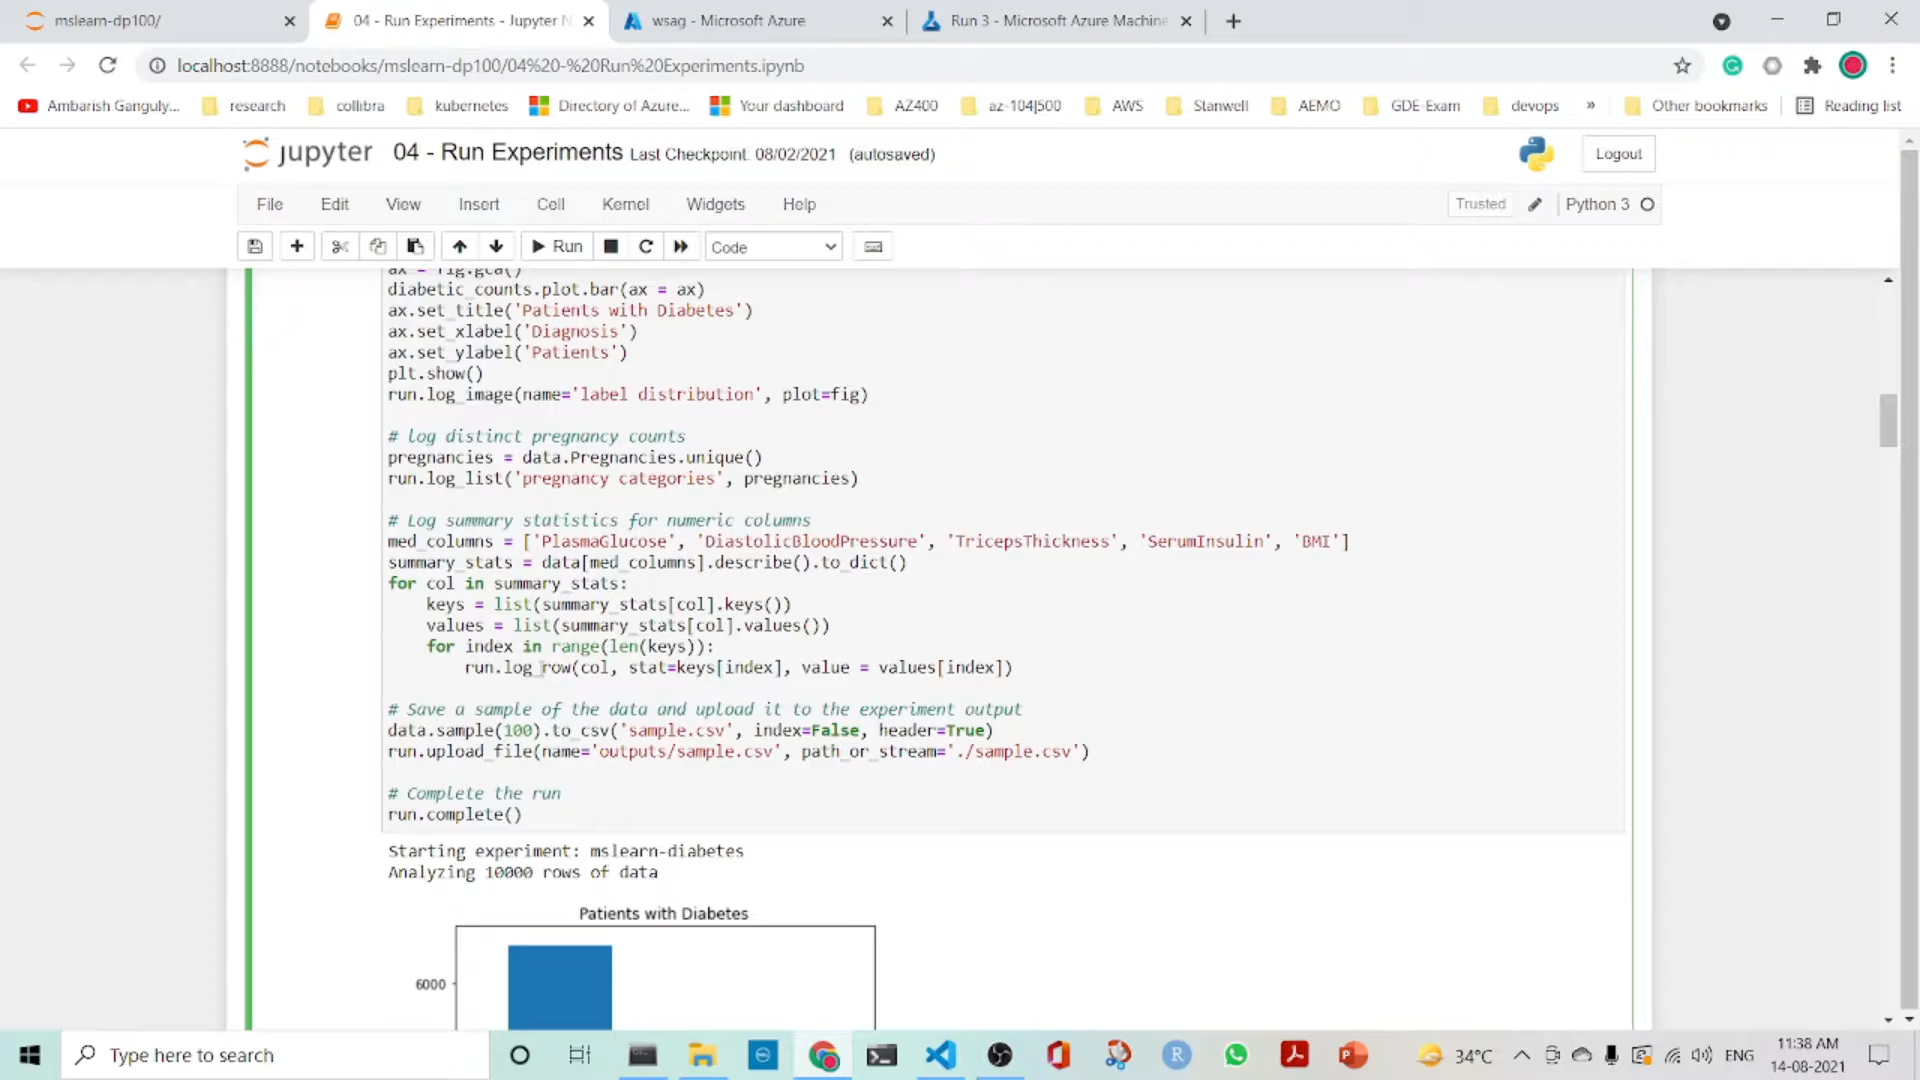 mslearn-dp100/
04 - Run Experiments - Jupyter N
wsag - Microsoft Azure
Run 3 - Microsoft Azure Machine
localhost:8888/notebooks/mslearn-dp100/04%20-%20Run%20Experiments.ipynb
Ambarish Ganguly...
research
collibra
kubernetes
Directory of Azure...
Your dashboard
AZ400
az-104|500
AWS
Stanwell
AEMO
GDE-Exam
devops
»
Other bookmarks
Reading list
jupyter
04 - Run Experiments Last Checkpoint: 08/02/2021 (autosaved)
Logout
File Edit View Insert Cell Kernel Widgets Help
Trusted
Python 3
Run
Code
ax = fig.gca()
diabetic_counts.plot.bar(ax = ax)
ax.set_title('Patients with Diabetes')
ax.set_xlabel('Diagnosis')
ax.set_ylabel('Patients')
plt.show()
run.log_image(name='label distribution', plot=fig)
# log distinct pregnancy counts
pregnancies = data.Pregnancies.unique()
run.log_list('pregnancy categories', pregnancies)
# Log summary statistics for numeric columns
med_columns = ['PlasmaGlucose', 'DiastolicBloodPressure', 'TricepsThickness', 'SerumInsulin', 'BMI']
summary_stats = data[med_columns].describe().to_dict()
for col in summary_stats:
    keys = list(summary_stats[col].keys())
    values = list(summary_stats[col].values())
    for index in range(len(keys)):
        run.log_row(col, stat=keys[index], value = values[index])
# Save a sample of the data and upload it to the experiment output
data.sample(100).to_csv('sample.csv', index=False, header=True)
run.upload_file(name='outputs/sample.csv', path_or_stream='./sample.csv')
# Complete the run
run.complete()
Starting experiment: mslearn-diabetes
Analyzing 10000 rows of data
Patients with Diabetes
6000
Type here to search
34°C
ENG
11:38 AM
14-08-2021